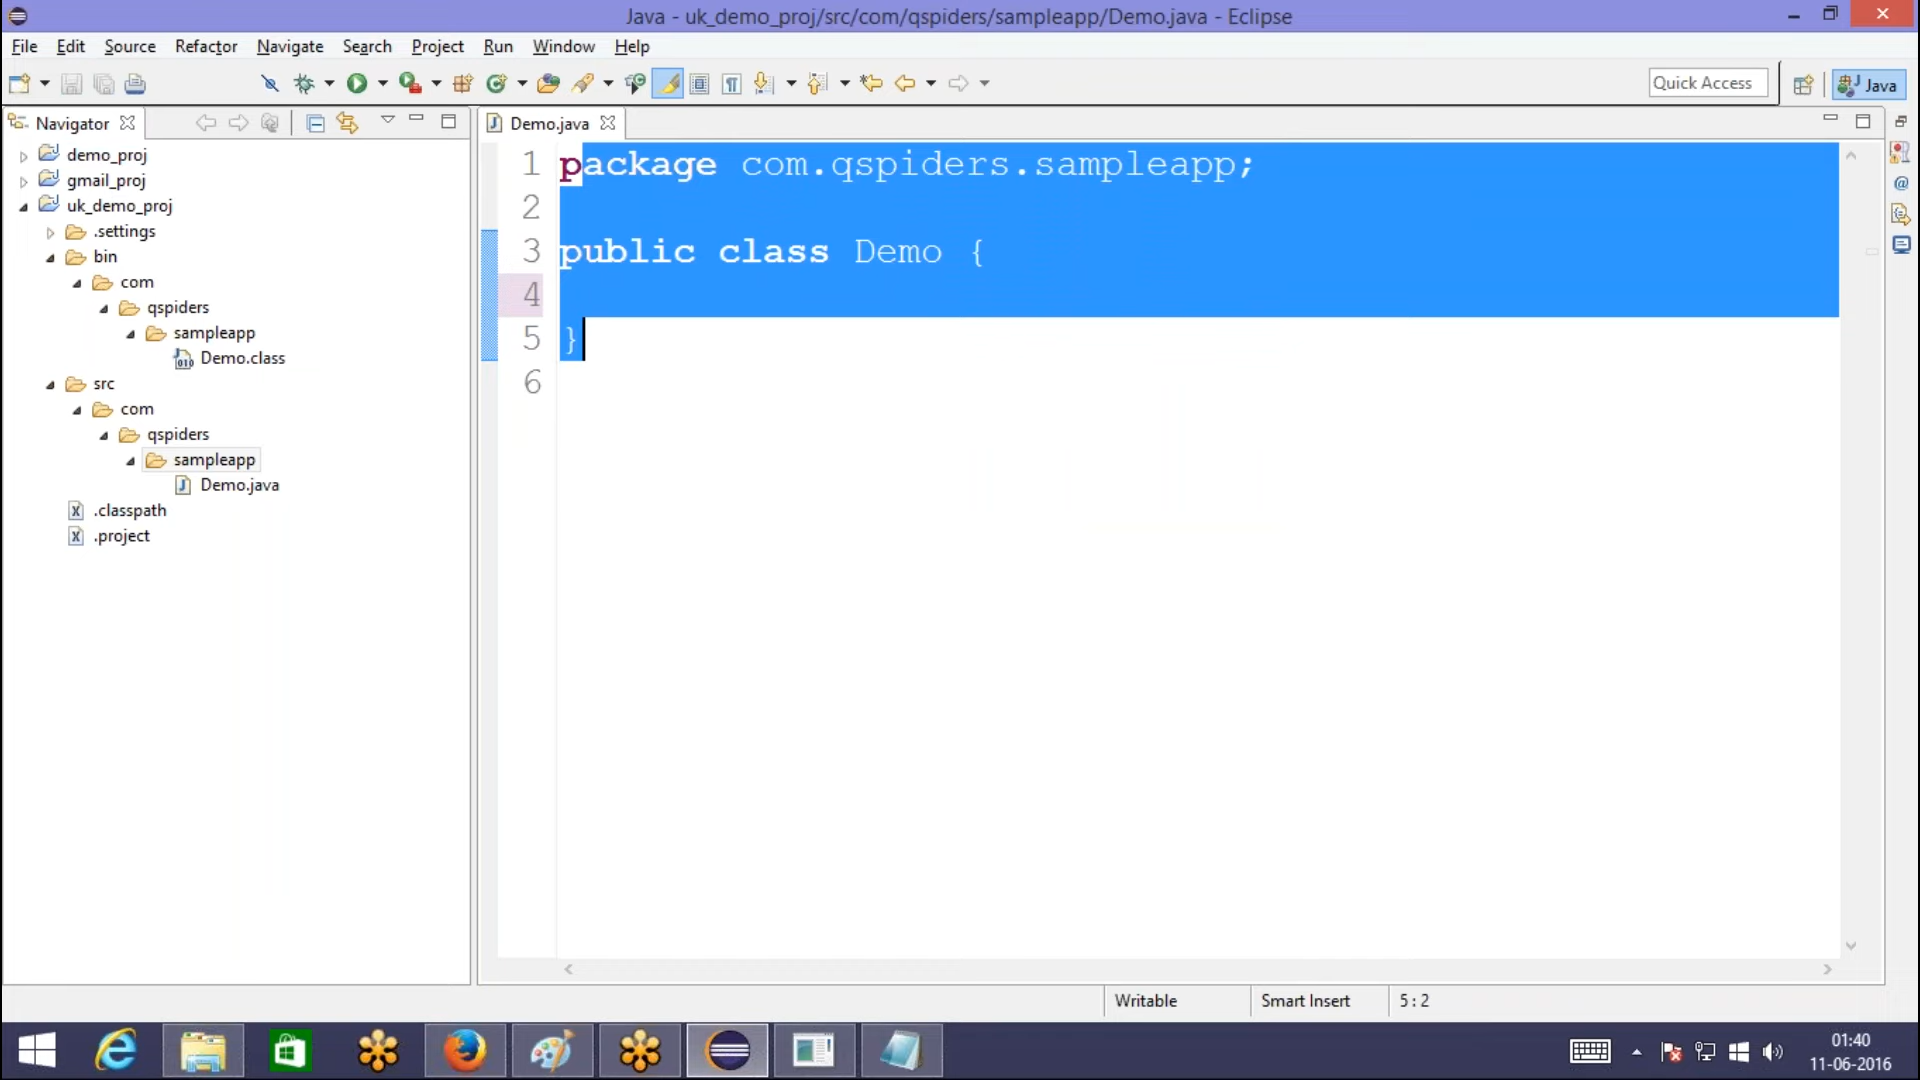 Java - uk_demo_proj/src/com/qspiders/sampleapp/Demo.java - Eclipse
File Edit Source Refactor Navigate Search Project Run Window Help
Quick Access
Java
Navigator
Demo.java
demo_proj
gmail_proj
uk_demo_proj
.settings
bin
com
qspiders
sampleapp
Demo.class
src
com
qspiders
sampleapp
Demo.java
.classpath
.project
1 package com.qspiders.sampleapp;
2
3 public class Demo {
4
5 }
6
Writable Smart Insert 5 : 2
01:40
11-06-2016